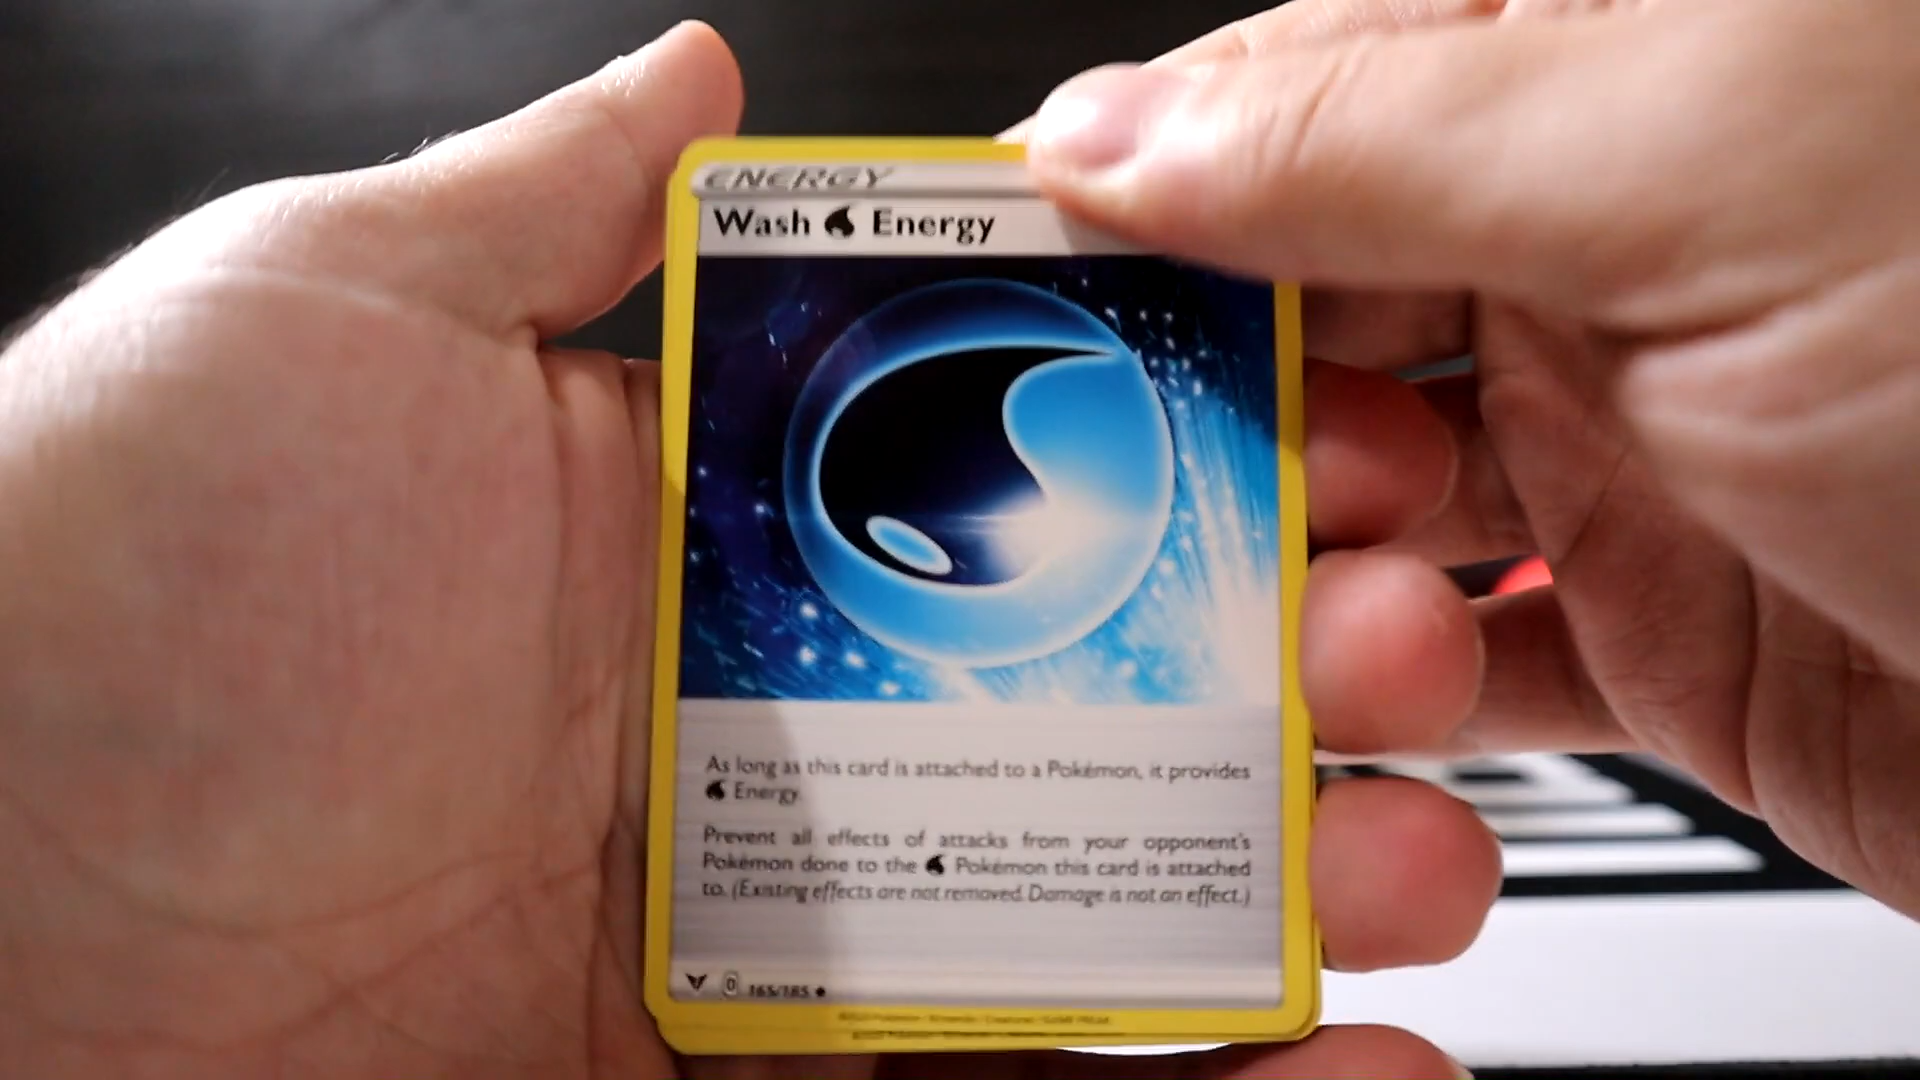 ENERGY
Wash Energy
As long as this card is attached to a Pokémon, it provides
Energy.
Prevent all effects of attacks from your opponent's
Pokémon done to the Pokémon this card is attached
to. (Existing effects are not removed. Damage is not an effect.)
165/185